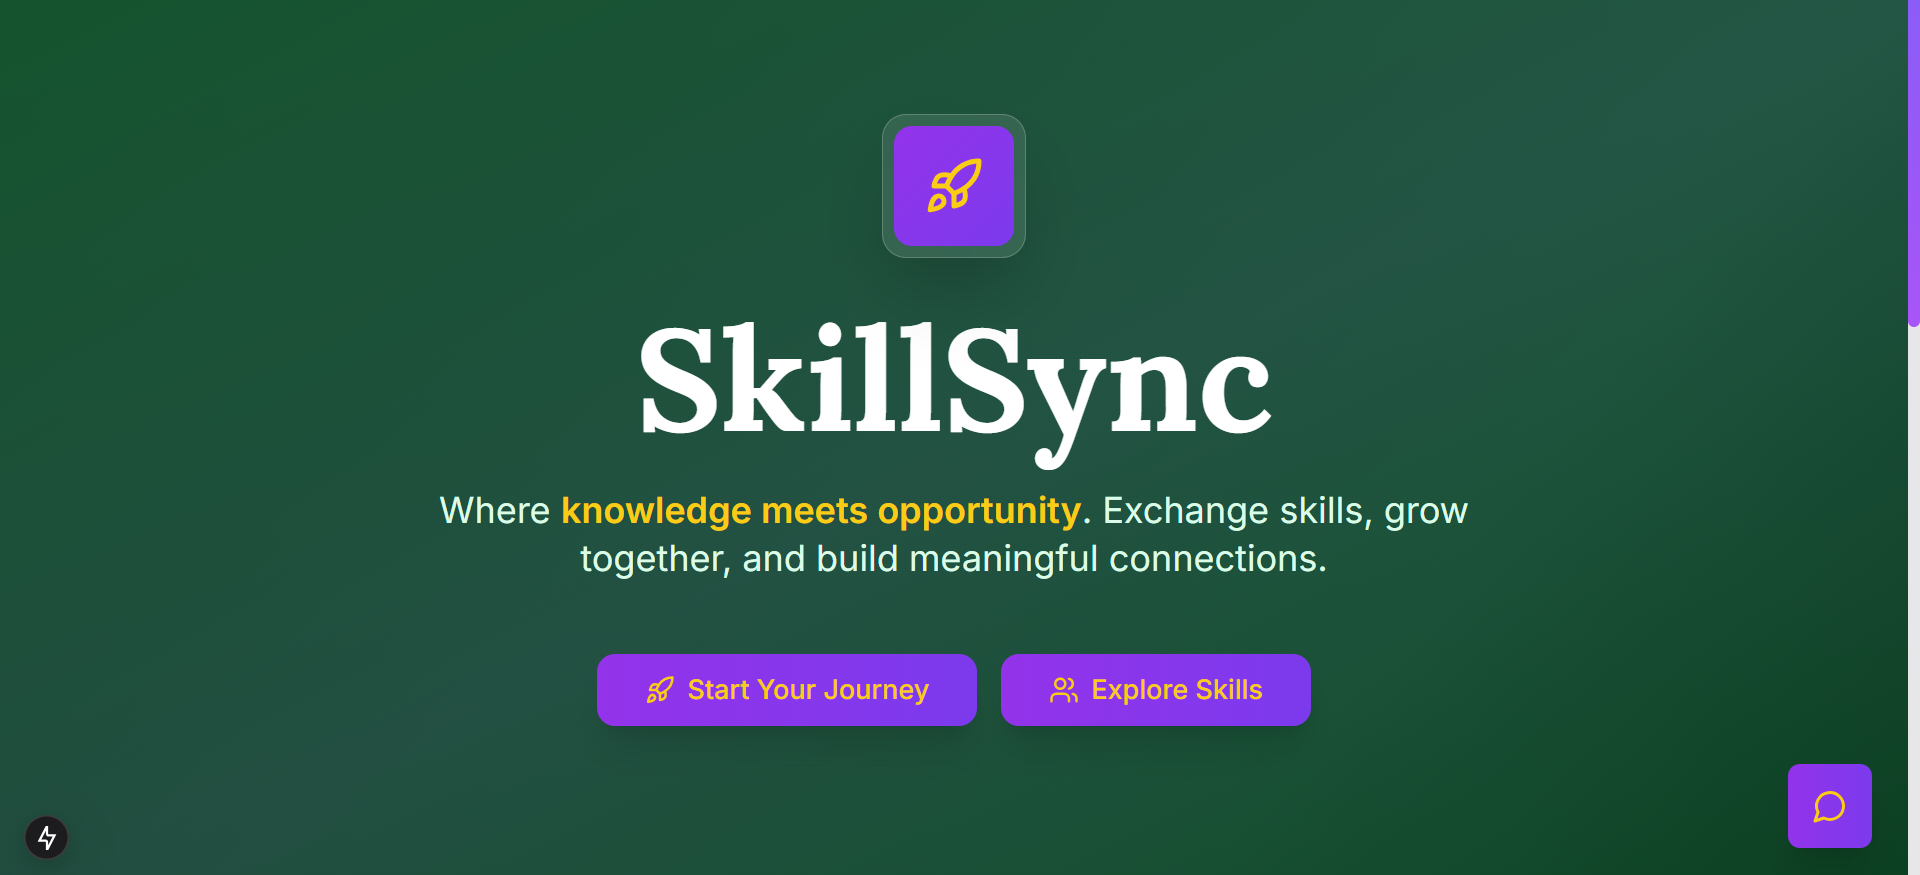 SkillSync
Where knowledge meets opportunity. Exchange skills, grow
together, and build meaningful connections.
Start Your Journey
Explore Skills